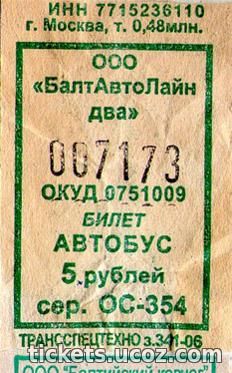 ИНН 7715236110
г. Москва, т. 0,48млн.
ООО
«БалтАвтоЛайн
два»
007173
ОКУД 0751009
БИЛЕТ
АВТОБУС
5 рублей
сер. ОС-354
ТРАНССПЕЦТЕХНО з.341-06
tickets.ucoz.com
ООО "Балтийский